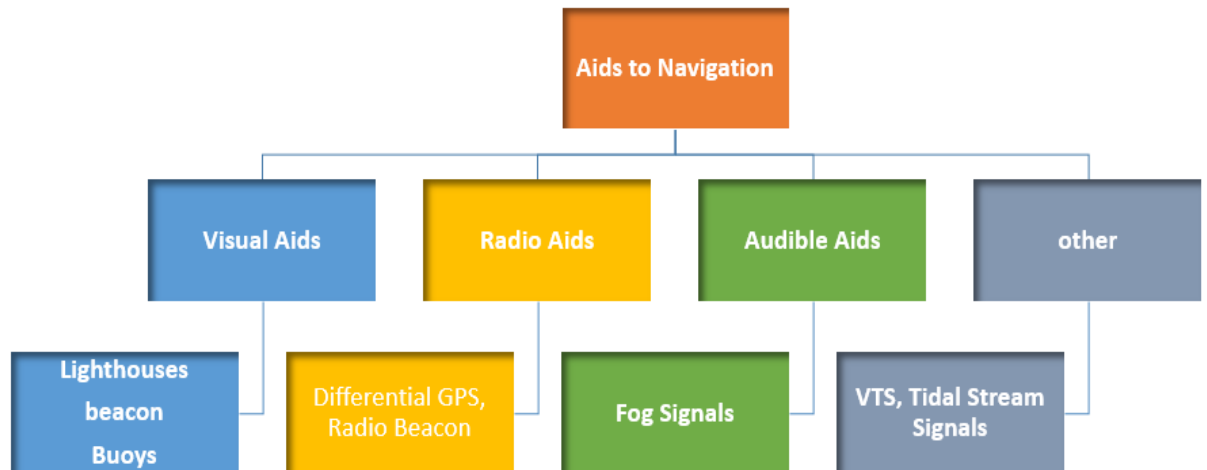 Aids to Navigation
Visual Aids
Radio Aids
Audible Aids
other
Lighthouses
beacon
Buoys
Differential GPS,
Radio Beacon
Fog Signals
VTS, Tidal Stream
Signals